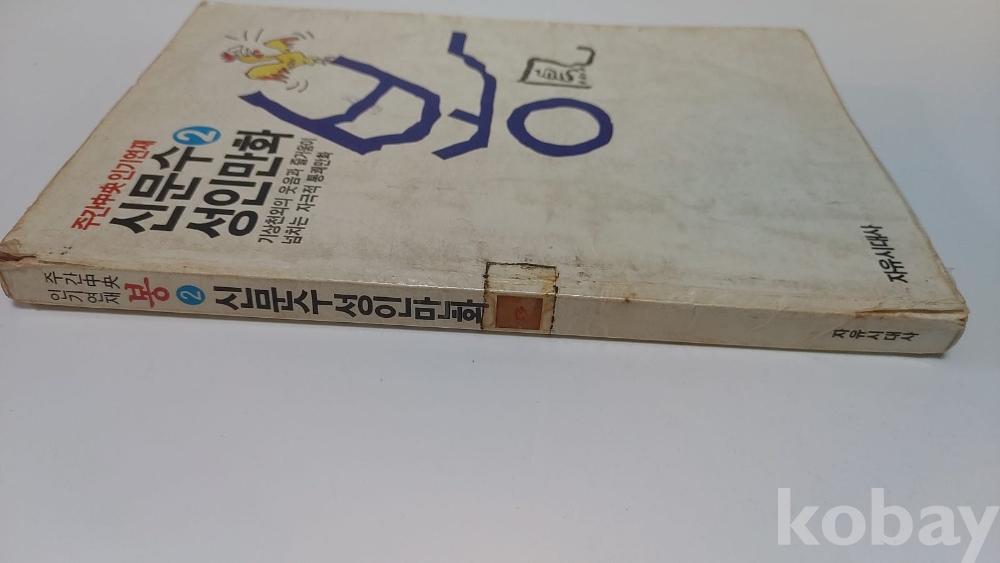 주간中央 인기연재
신문수 2
성인만화
기상천외의 웃음과 즐거움이
넘치는 자극적 통쾌만화
봉
자유시대사
주간中央
인기연재
봉 2 신문수 성인만화
자유시대사
kobay